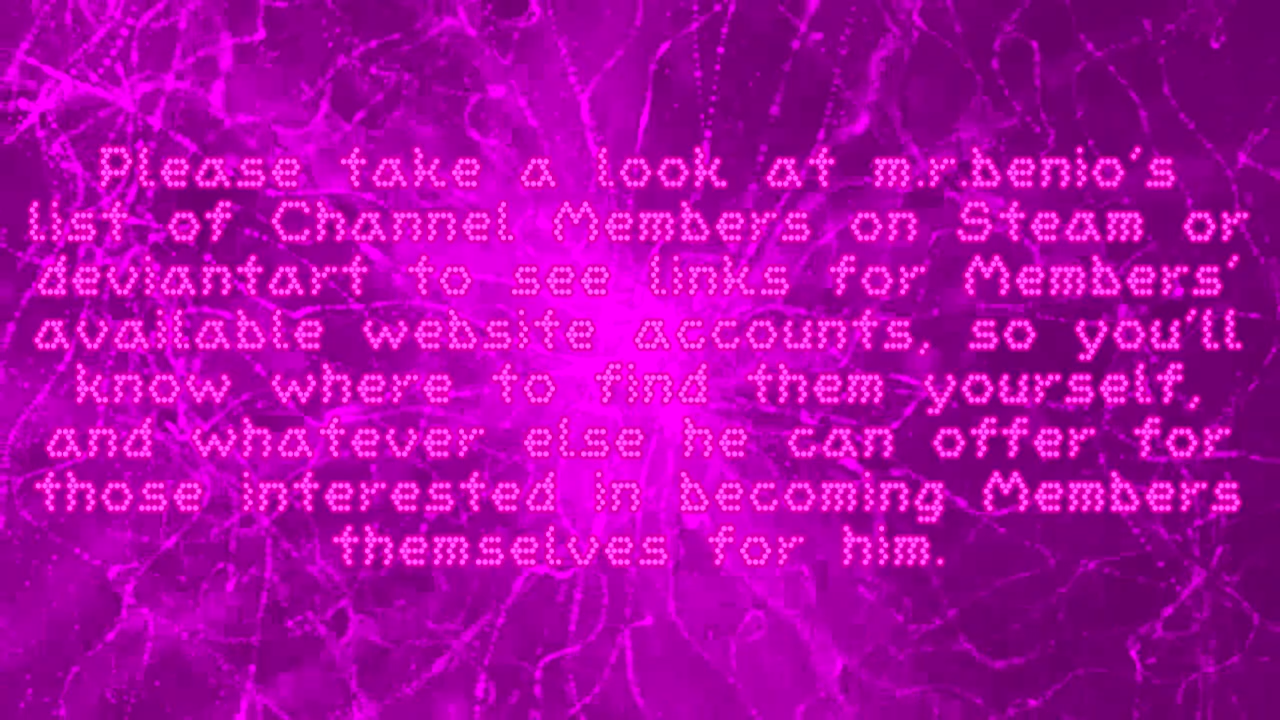 Please take a look at m.r.benio's
list of Channel Members on Steam or
deviantart to see links for Members'
available website accounts, so you'll
know where to find them yourself,
and whatever else he can offer for
those interested in becoming Members
themselves for him.